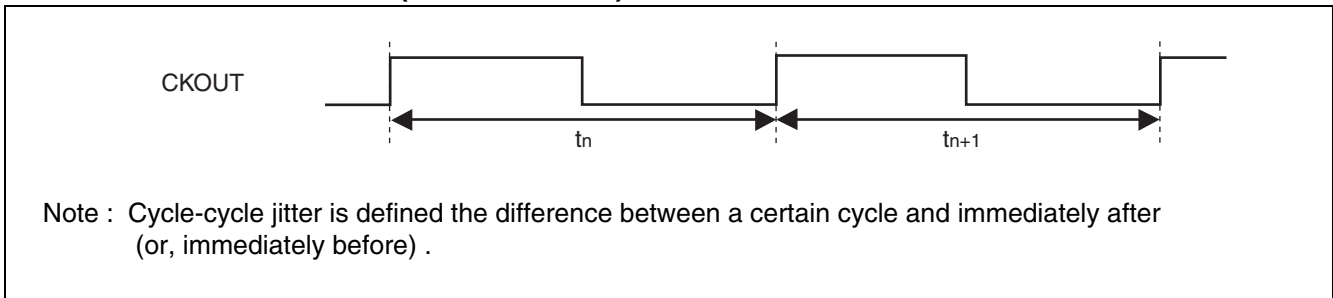 CKOUT
tn
tn+1
Note : Cycle-cycle jitter is defined the difference between a certain cycle and immediately after
(or, immediately before) .